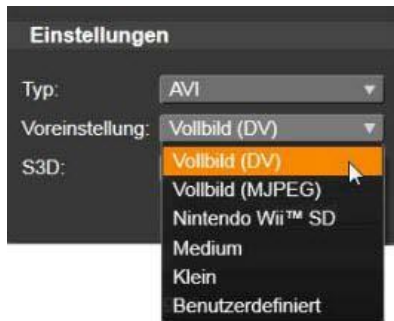 Einstellungen
Typ: AVI
Voreinstellung: Vollbild (DV)
S3D: Vollbild (DV)
Vollbild (MJPEG)
Nintendo Wii™ SD
Medium
Klein
Benutzerdefiniert